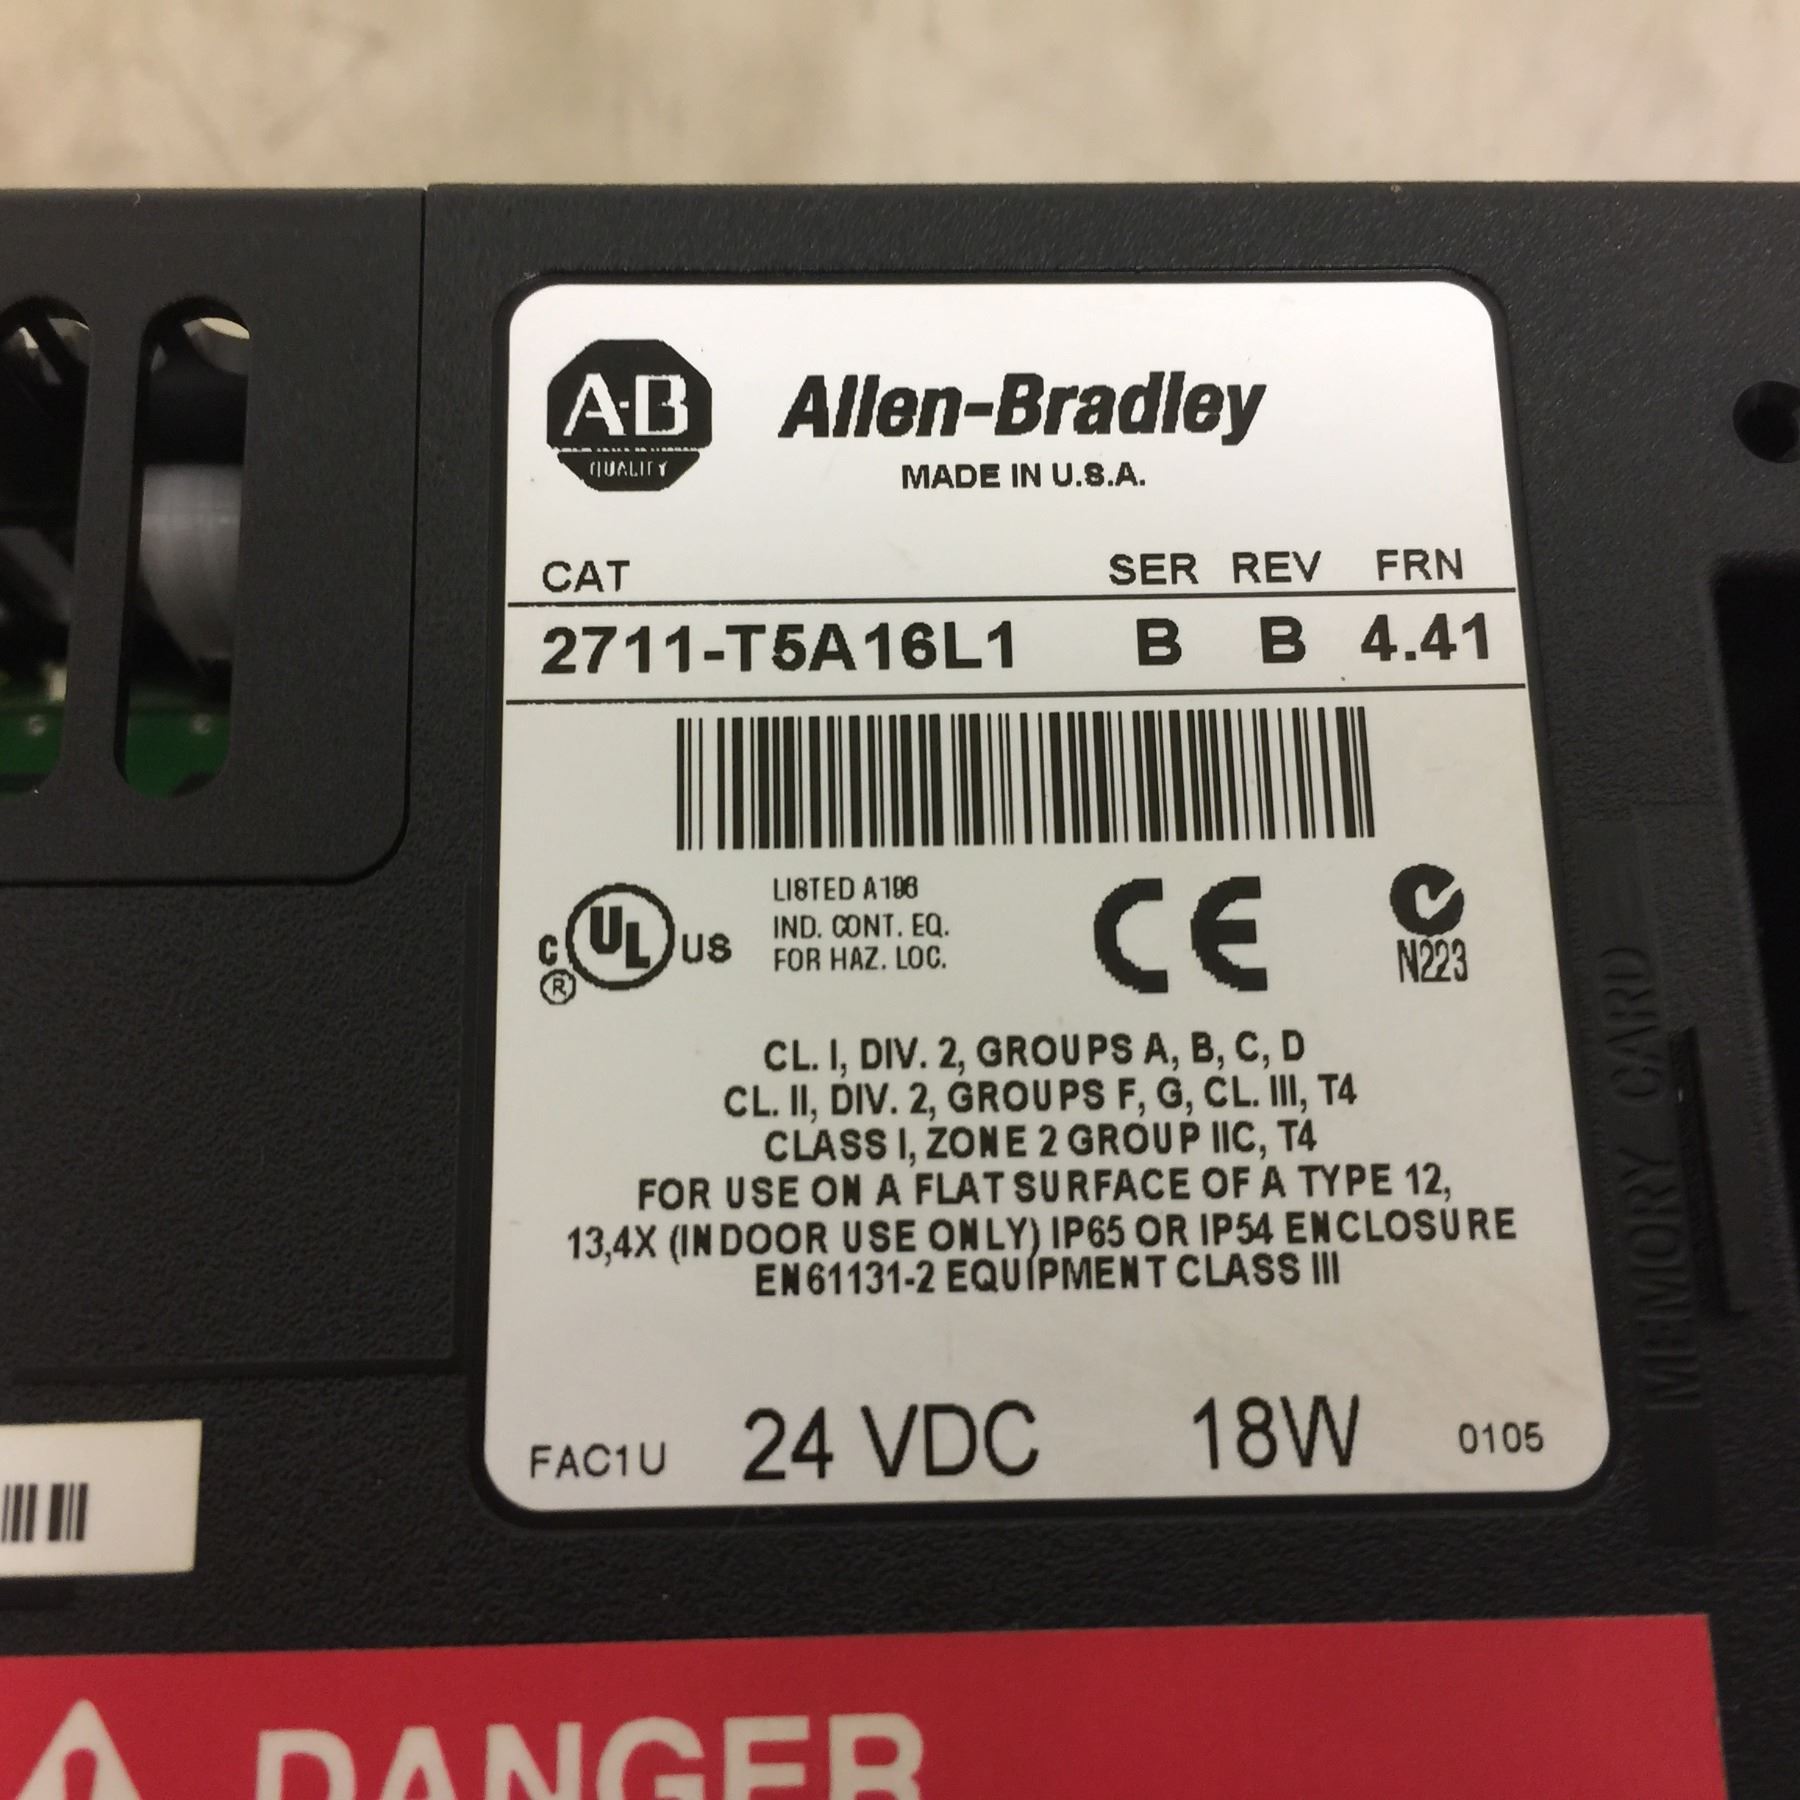 A-B
QUALITY
Allen-Bradley
MADE IN U.S.A.
CAT SER REV FRN
2711-T5A16L1 B B 4.41
C UL US
®
LISTED A196
IND. CONT. EQ.
FOR HAZ. LOC.
CE
N223
CL. I, DIV. 2, GROUPS A, B, C, D
CL. II, DIV. 2, GROUPS F, G, CL. III, T4
CLASS I, ZONE 2 GROUP IIC, T4
FOR USE ON A FLAT SURFACE OF A TYPE 12,
13,4X (INDOOR USE ONLY) IP65 OR IP54 ENCLOSURE
EN61131-2 EQUIPMENT CLASS III
FAC1U 24 VDC 18W 0105
MEMORY CARD
DANGER